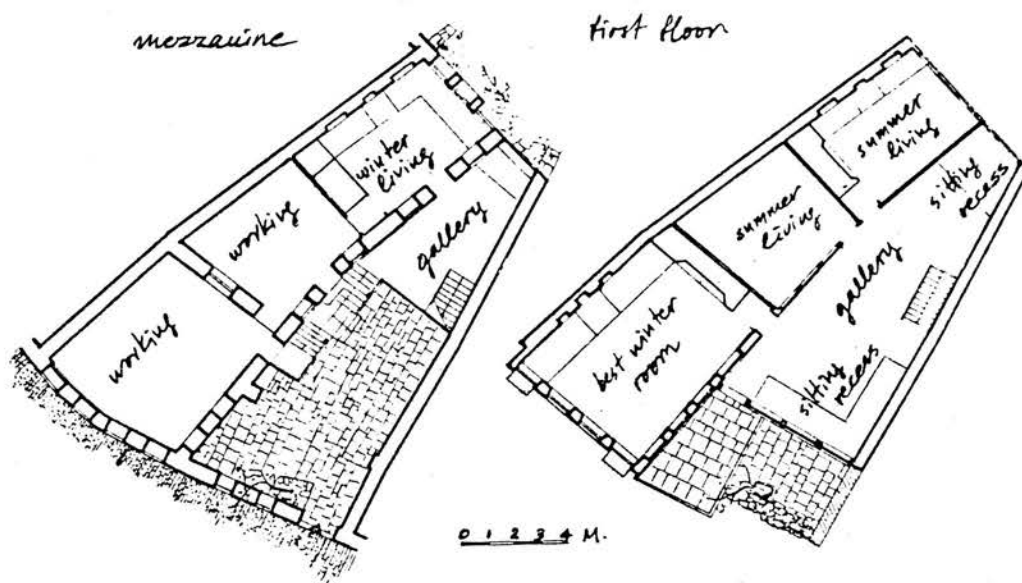 mezzanine
first floor
winter
living
working
gallery
working
summer
living
sitting
recess
summer
living
gallery
best winter
room
sitting
recess
0 1 2 3 4 M.